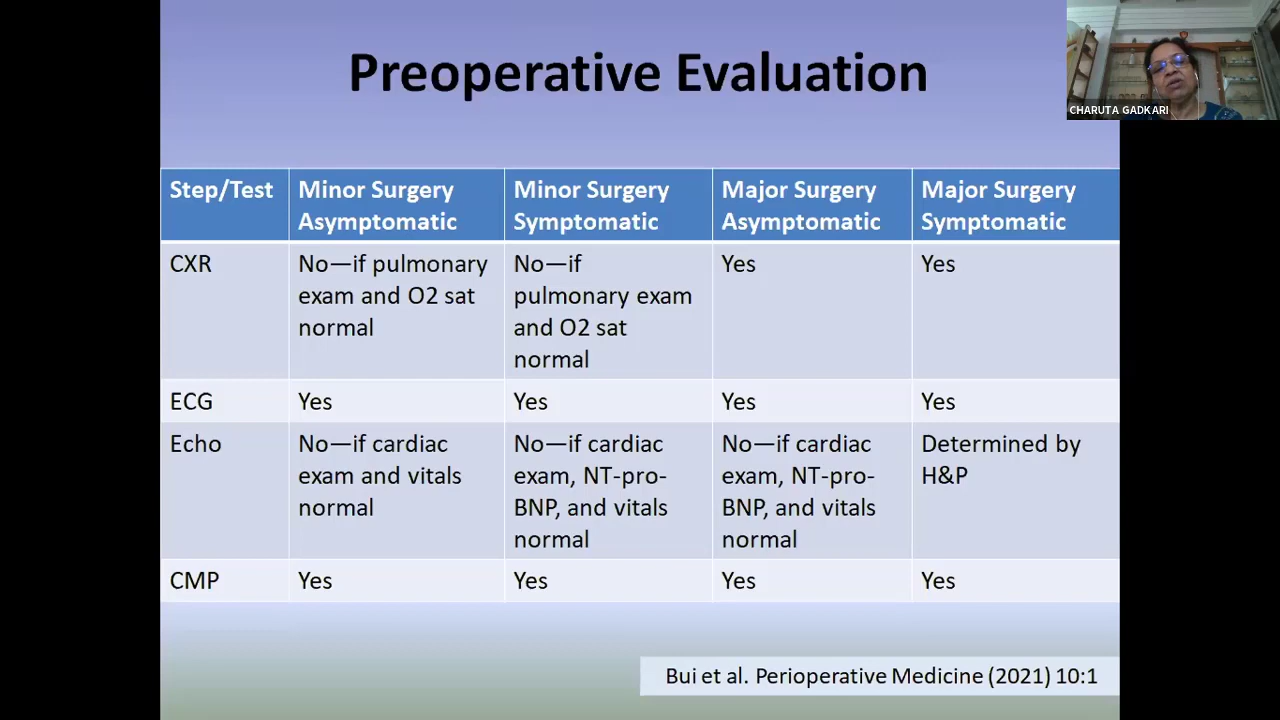 Preoperative Evaluation
CHARUTA GADKARI
Step/Test
Minor Surgery
Asymptomatic
Minor Surgery
Symptomatic
Major Surgery
Asymptomatic
Major Surgery
Symptomatic
CXR
No—if pulmonary
exam and O2 sat
normal
No—if
pulmonary exam
and O2 sat
normal
Yes
Yes
ECG
Yes
Yes
Yes
Yes
Echo
No—if cardiac
exam and vitals
normal
No—if cardiac
exam, NT-pro-
BNP, and vitals
normal
No—if cardiac
exam, NT-pro-
BNP, and vitals
normal
Determined by
H&P
CMP
Yes
Yes
Yes
Yes
Bui et al. Perioperative Medicine (2021) 10:1